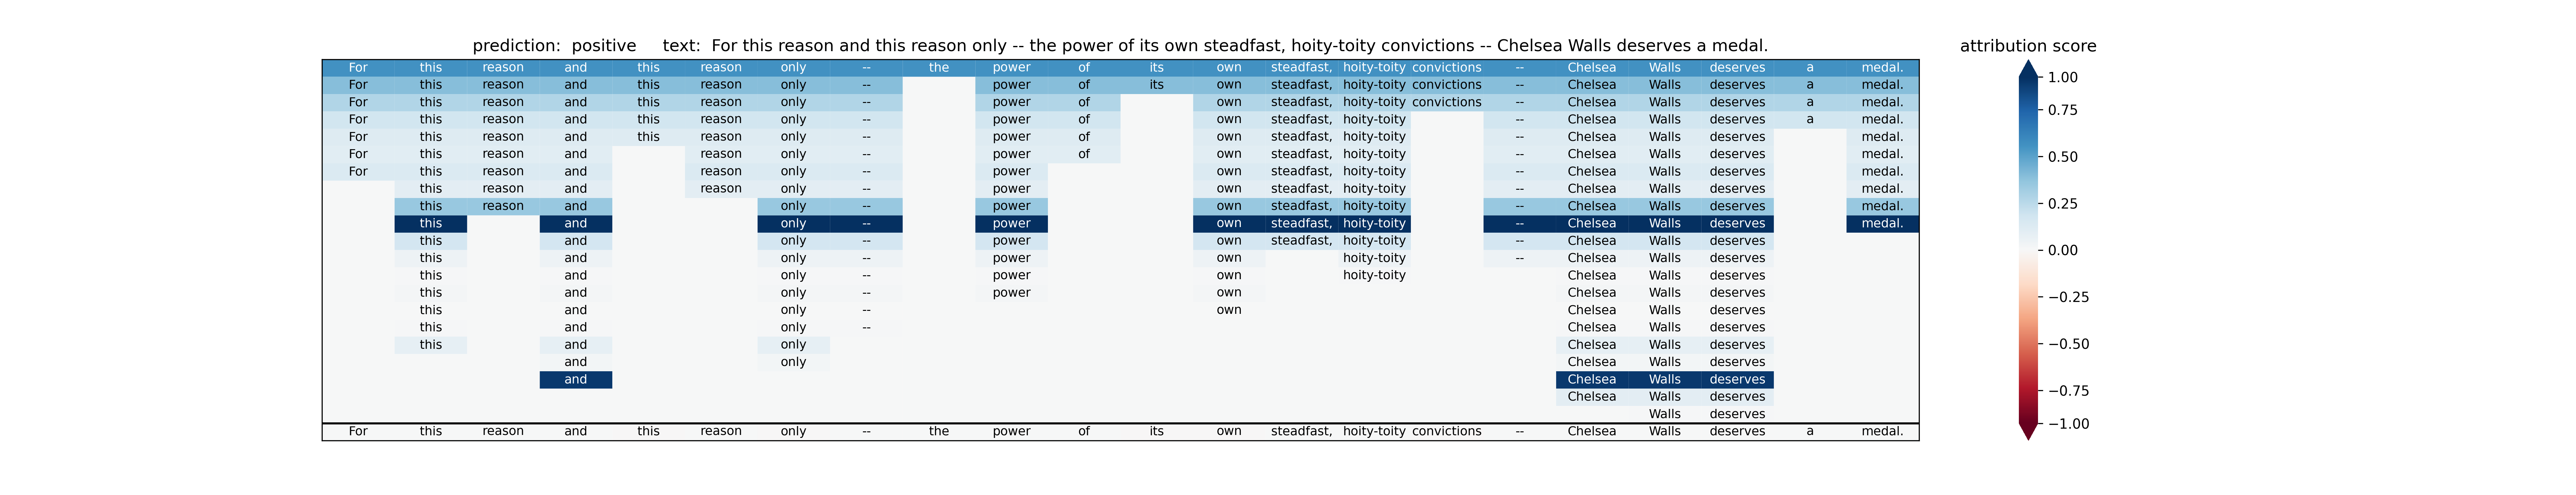 prediction:  positive     text:  For this reason and this reason only -- the power of its own steadfast, hoity-toity convictions -- Chelsea Walls deserves a medal.
attribution score
For this reason and this reason only -- the power of its own steadfast, hoity-toity convictions -- Chelsea Walls deserves a medal.
For this reason and this reason only -- power of its own steadfast, hoity-toity convictions -- Chelsea Walls deserves a medal.
For this reason and this reason only -- power of own steadfast, hoity-toity convictions -- Chelsea Walls deserves a medal.
For this reason and this reason only -- power of own steadfast, hoity-toity -- Chelsea Walls deserves a medal.
For this reason and this reason only -- power of own steadfast, hoity-toity -- Chelsea Walls deserves medal.
For this reason and reason only -- power of own steadfast, hoity-toity -- Chelsea Walls deserves medal.
For this reason and reason only -- power own steadfast, hoity-toity -- Chelsea Walls deserves medal.
this reason and reason only -- power own steadfast, hoity-toity -- Chelsea Walls deserves medal.
this reason and only -- power own steadfast, hoity-toity -- Chelsea Walls deserves medal.
this and only -- power own steadfast, hoity-toity -- Chelsea Walls deserves medal.
this and only -- power own steadfast, hoity-toity -- Chelsea Walls deserves
this and only -- power own hoity-toity -- Chelsea Walls deserves
this and only -- power own hoity-toity Chelsea Walls deserves
this and only -- power own Chelsea Walls deserves
this and only -- own Chelsea Walls deserves
this and only -- Chelsea Walls deserves
this and only Chelsea Walls deserves
and only Chelsea Walls deserves
and Chelsea Walls deserves
Chelsea Walls deserves
Walls deserves
For this reason and this reason only -- the power of its own steadfast, hoity-toity convictions -- Chelsea Walls deserves a medal.
1.00
0.75
0.50
0.25
0.00
−0.25
−0.50
−0.75
−1.00